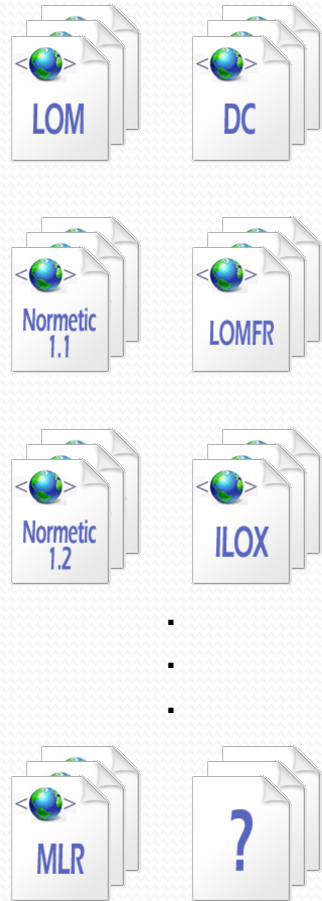 LOM
DC
Normetic
1.1
LOMFR
Normetic
1.2
ILOX
.
.
.
MLR
?